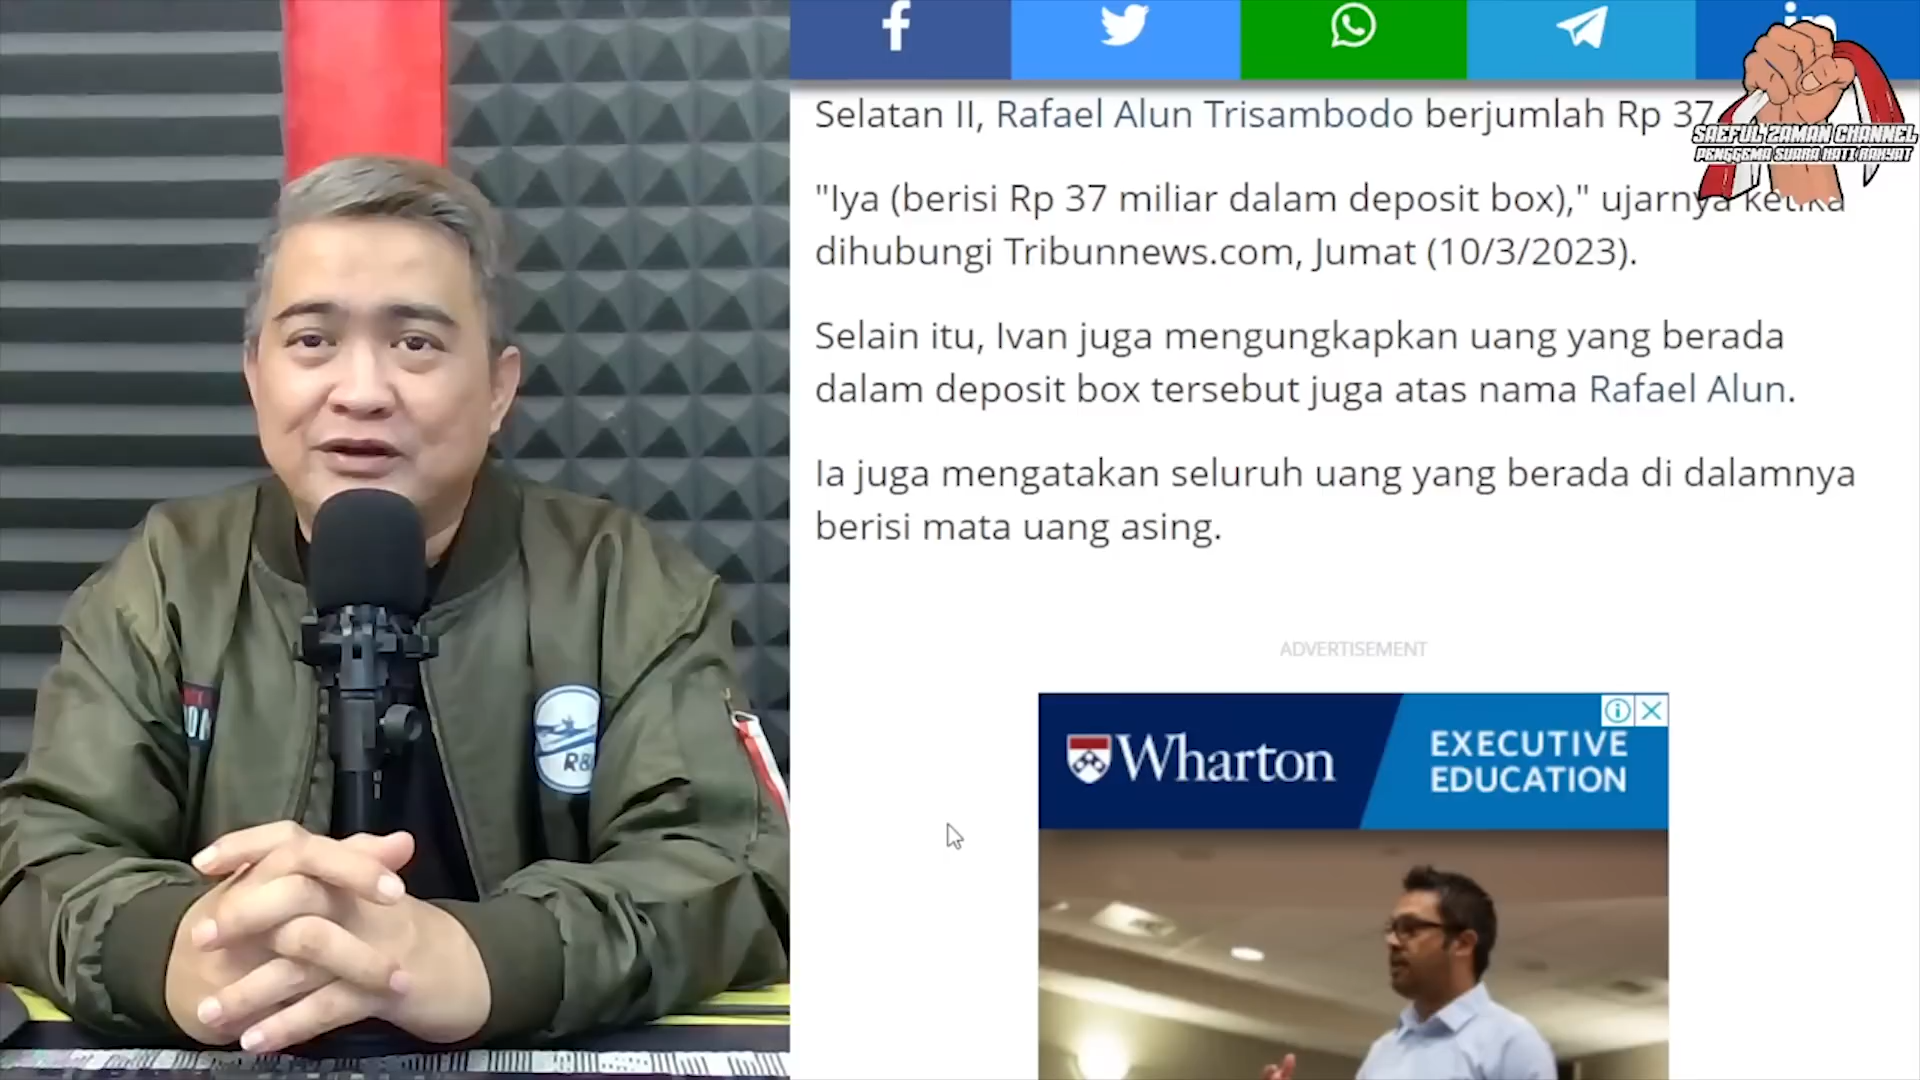 in
SAEFUL ZAMAN CHANNEL
PENGGEMA SUARA HATI RAKYAT
Selatan II, Rafael Alun Trisambodo berjumlah Rp 37
"Iya (berisi Rp 37 miliar dalam deposit box)," ujarnya ketika
dihubungi Tribunnews.com, Jumat (10/3/2023).
Selain itu, Ivan juga mengungkapkan uang yang berada
dalam deposit box tersebut juga atas nama Rafael Alun.
Ia juga mengatakan seluruh uang yang berada di dalamnya
berisi mata uang asing.
ADVERTISEMENT
Wharton
EXECUTIVE
EDUCATION